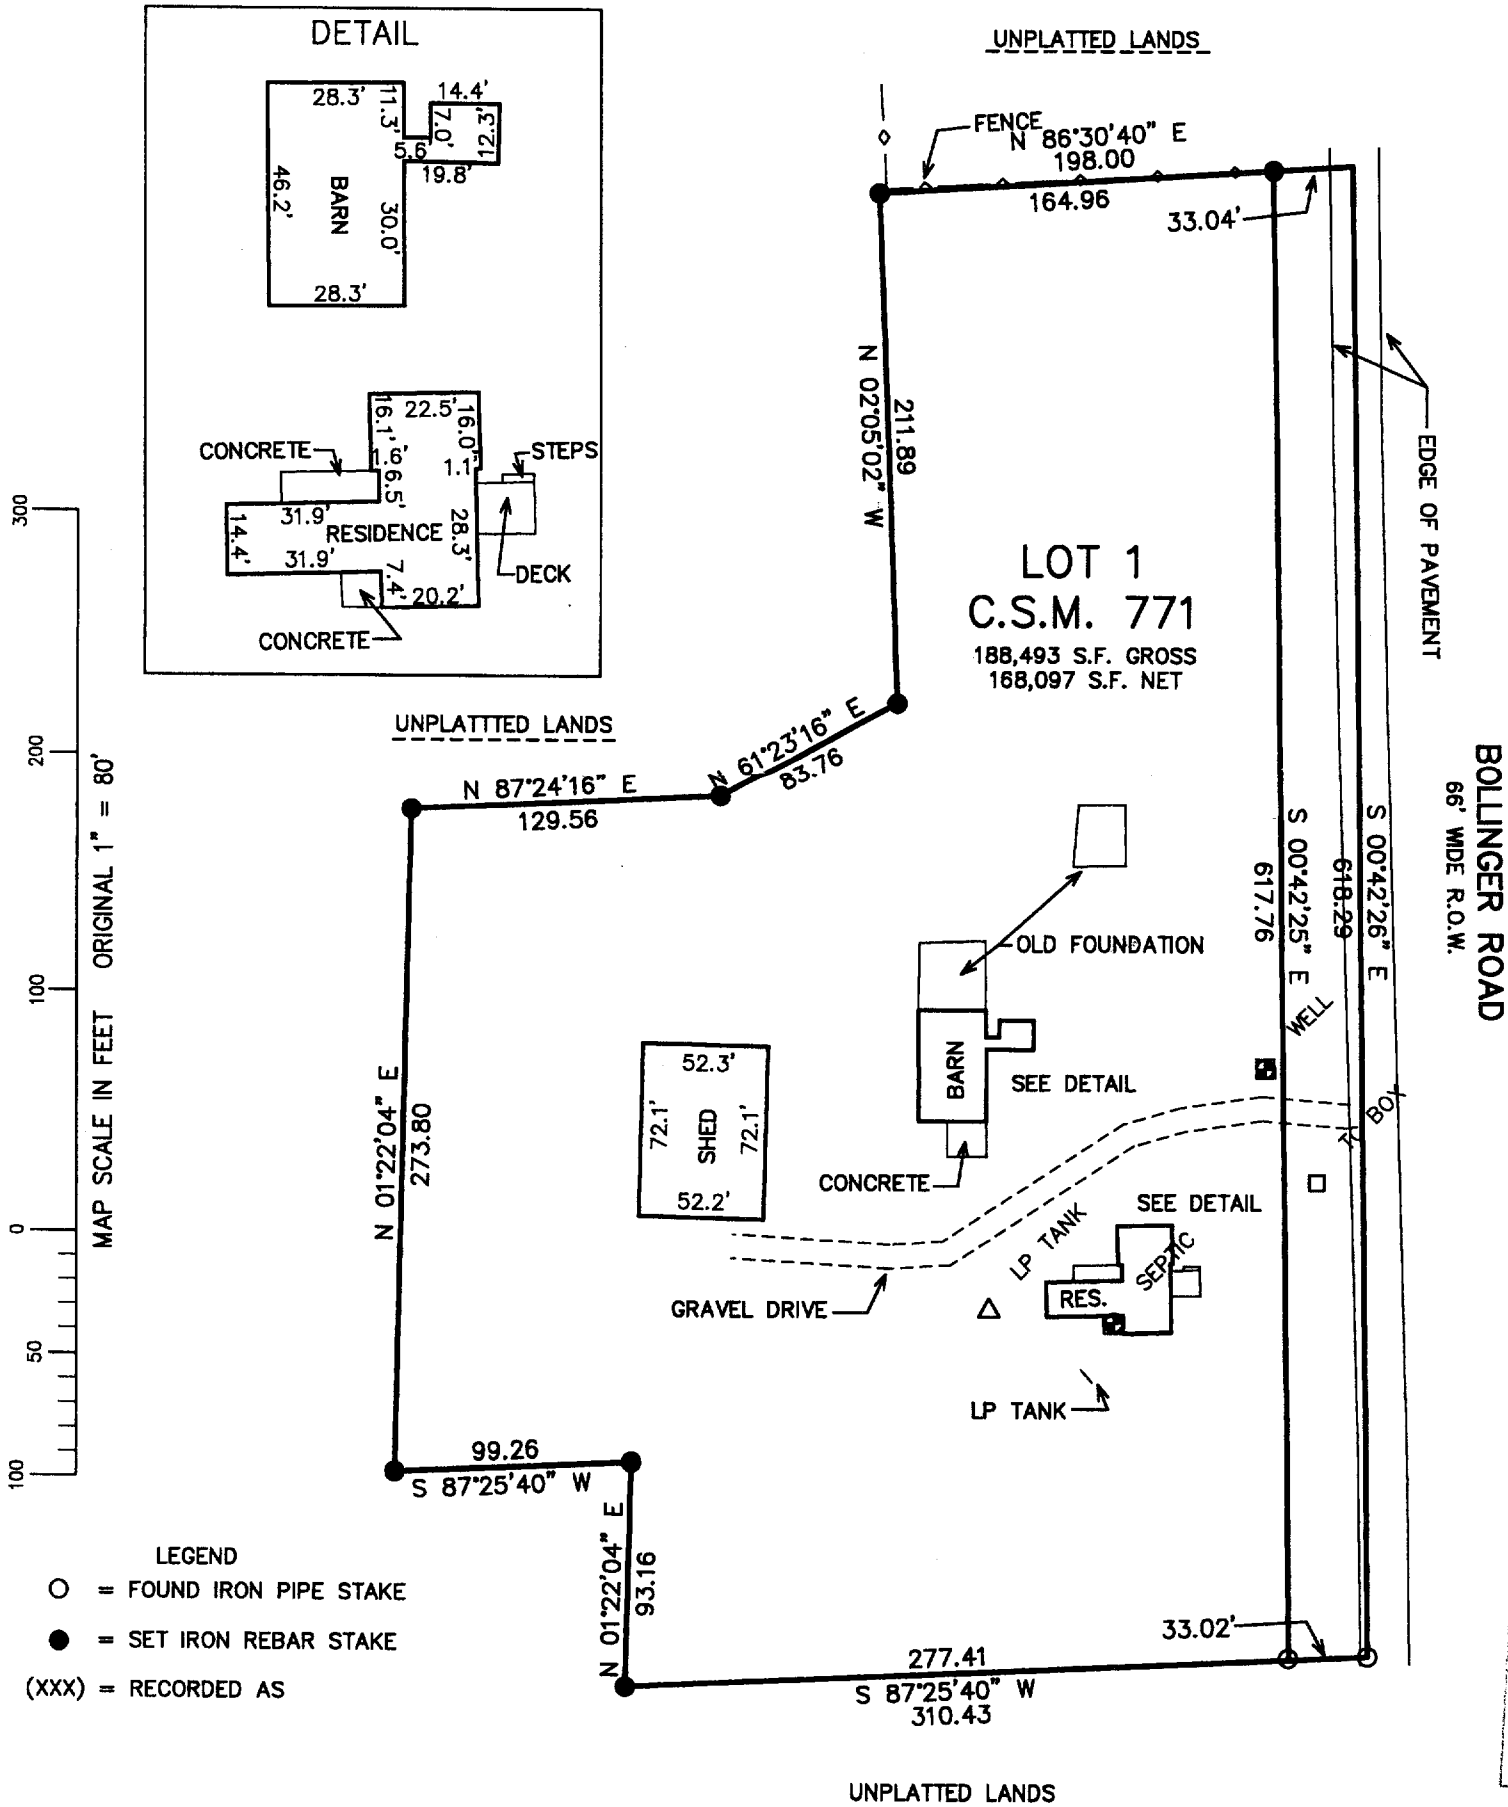 DETAIL
28.3'
11.3'
14.4'
7.0'
12.3'
5.6'
19.8'
46.2'
BARN
30.0'
28.3'
16.1'
22.5'
16.0'
CONCRETE
1.6'
6.5'
1.1'
STEPS
31.9'
RESIDENCE
14.4'
28.3'
31.9'
7.4'
DECK
20.2'
CONCRETE
UNPLATTED LANDS
FENCE
N 86°30'40" E
198.00
164.96
33.04'
N 02°05'02" W
211.89
EDGE OF PAVEMENT
LOT 1
C.S.M. 771
188,493 S.F. GROSS
168,097 S.F. NET
UNPLATTTED LANDS
N 87°24'16" E
129.56
N 61°23'16" E
83.76
BOLLINGER ROAD
66' WIDE R.O.W.
S 00°42'25" E
617.76
S 00°42'26" E
618.29
OLD FOUNDATION
WELL
BARN
SEE DETAIL
52.3'
72.1'
SHED
72.1'
52.2'
CONCRETE
BOX
SEE DETAIL
LP TANK
SEPTIC
RES.
GRAVEL DRIVE
LP TANK
N 01°22'04" E
273.80
99.26
S 87°25'40" W
N 01°22'04" E
93.16
33.02'
277.41
S 87°25'40" W
310.43
UNPLATTED LANDS
300
200
100
0
50
100
MAP SCALE IN FEET ORIGINAL 1" = 80'
LEGEND
= FOUND IRON PIPE STAKE
= SET IRON REBAR STAKE
(XXX) = RECORDED AS